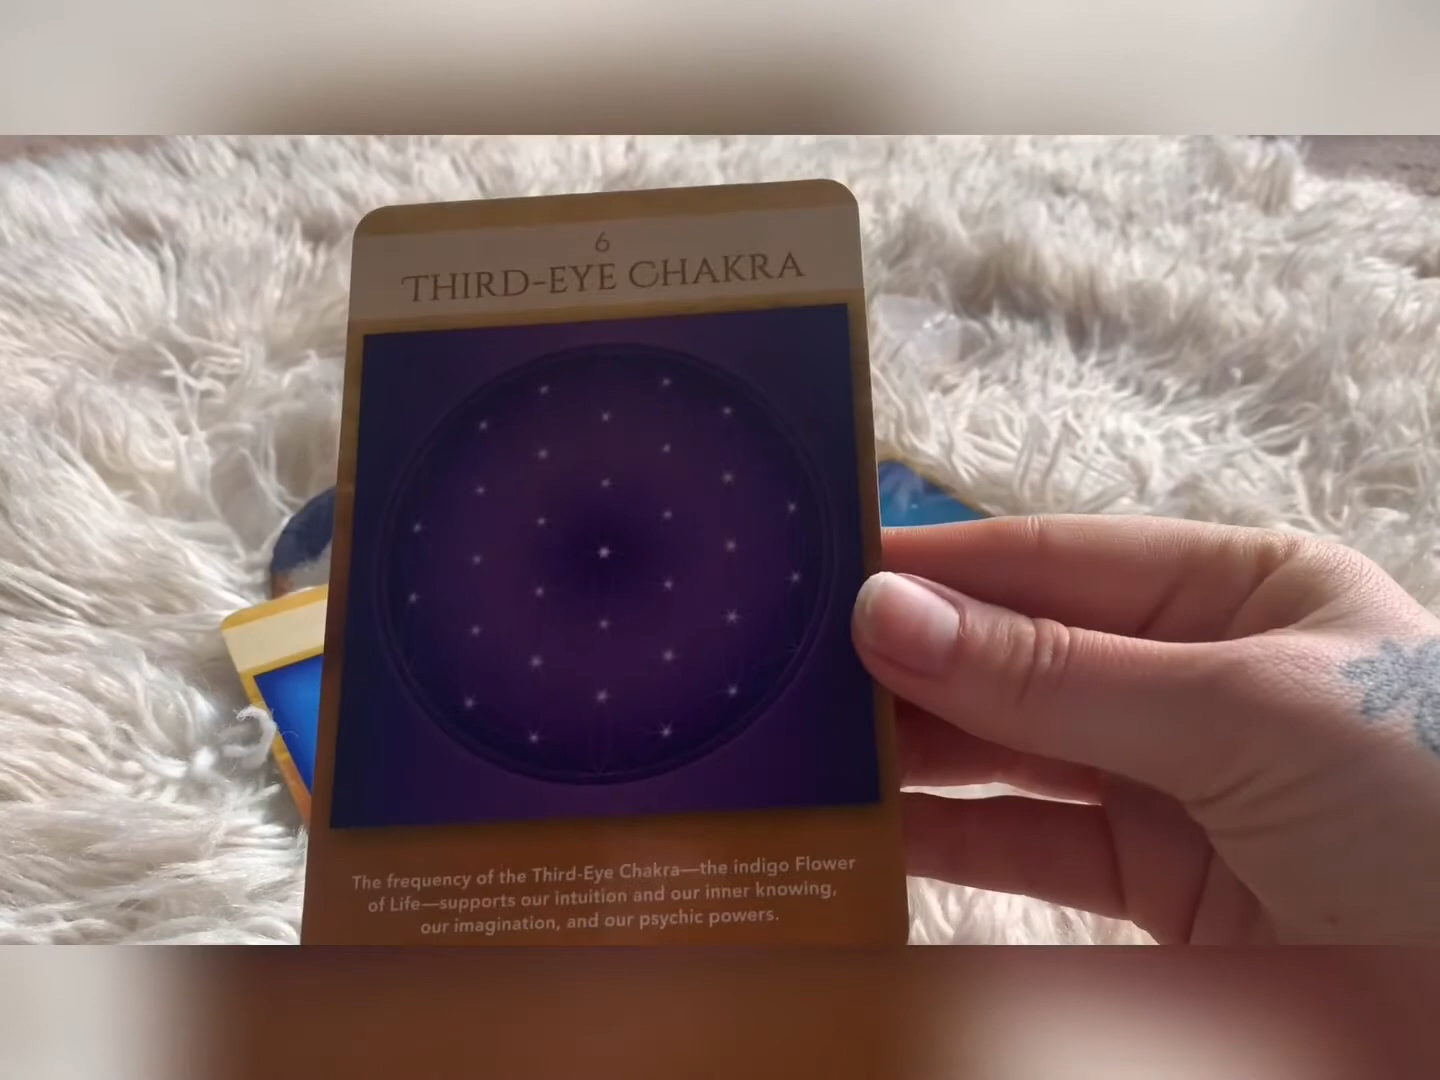 6
THIRD-EYE CHAKRA
The frequency of the Third-Eye Chakra—the indigo Flower
of Life—supports our intuition and our inner knowing,
our imagination, and our psychic powers.